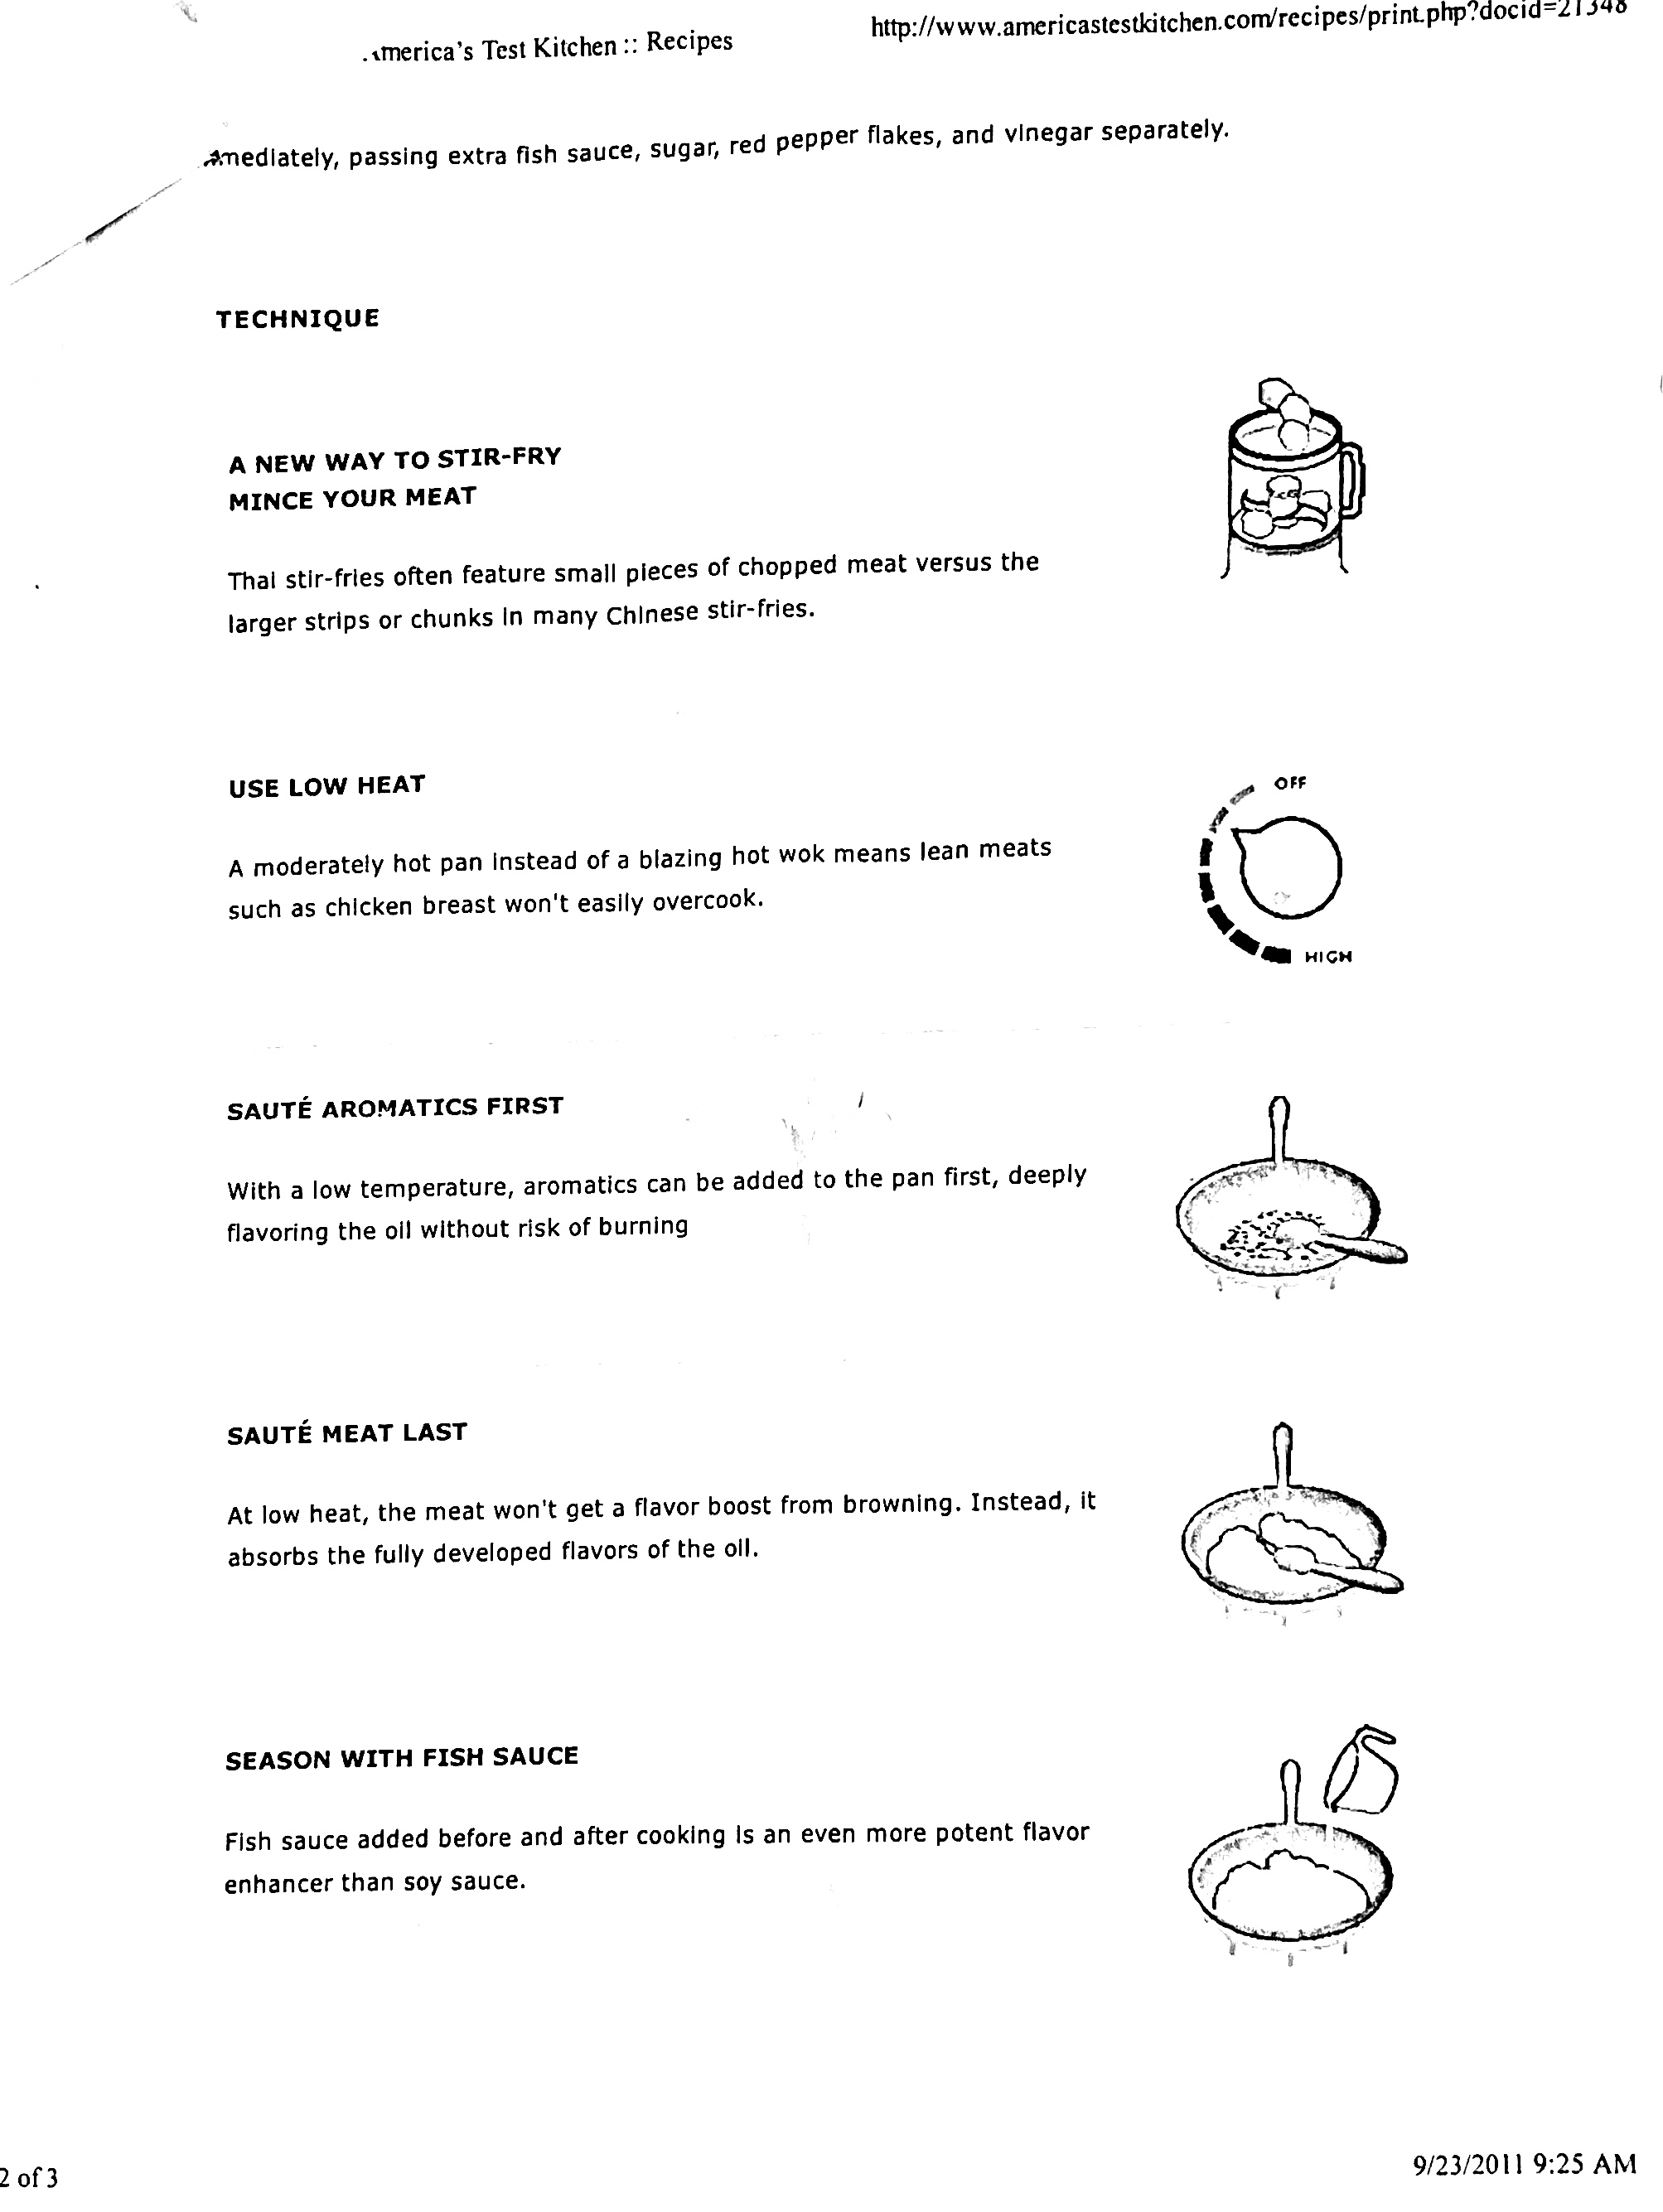 America's Test Kitchen :: Recipes
http://www.americastestkitchen.com/recipes/print.php?docid=21348
mediately, passing extra fish sauce, sugar, red pepper flakes, and vinegar separately.
TECHNIQUE
A NEW WAY TO STIR-FRY
MINCE YOUR MEAT
Thai stir-fries often feature small pieces of chopped meat versus the
larger strips or chunks in many Chinese stir-fries.
USE LOW HEAT
OFF
A moderately hot pan instead of a blazing hot wok means lean meats
such as chicken breast won't easily overcook.
HIGH
SAUTÉ AROMATICS FIRST
With a low temperature, aromatics can be added to the pan first, deeply
flavoring the oil without risk of burning
SAUTÉ MEAT LAST
At low heat, the meat won't get a flavor boost from browning. Instead, it
absorbs the fully developed flavors of the oil.
SEASON WITH FISH SAUCE
Fish sauce added before and after cooking is an even more potent flavor
enhancer than soy sauce.
2 of 3
9/23/2011 9:25 AM